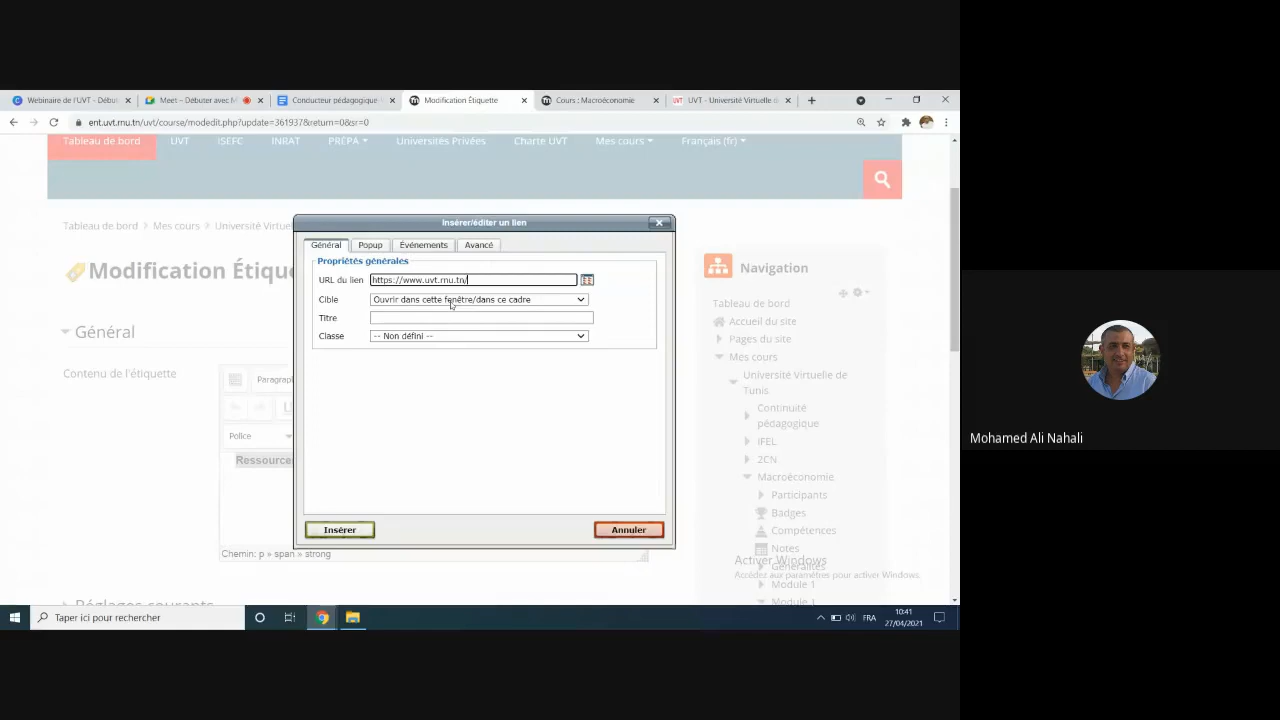 Webinaire de l'UVT - Début
Meet – Débuter avec M
Conducteur pédagogique -
Modification Étiquette
Cours : Macroéconomie
UVT - Université Virtuelle d
ent.uvt.rnu.tn/uvt/course/modedit.php?update=361937&return=0&sr=0
Tableau de bord
UVT
ISEFC
INRAT
PRÉPA
Universités Privées
Charte UVT
Mes cours
Français (fr)
Tableau de bord > Mes cours > Université Virtue
Insérer/éditer un lien
Général
Popup
Événements
Avancé
Propriétés générales
URL du lien
https://www.uvt.rnu.tn/
Cible
Ouvrir dans cette fenêtre/dans ce cadre
Titre
Classe
-- Non défini --
Insérer
Annuler
Modification Étique
Général
Contenu de l'étiquette
Paragrap
Police
Ressource
Chemin: p » span » strong
Réglages courants
Navigation
Tableau de bord
Accueil du site
Pages du site
Mes cours
Université Virtuelle de
Tunis
Continuité
pédagogique
IFEL
2CN
Macroéconomie
Participants
Badges
Compétences
Notes
Généralités
Module 1
Module 1
Activer Windows
Accédez aux paramètres pour activer Windows.
Taper ici pour rechercher
FRA
10:41
27/04/2021
Mohamed Ali Nahali